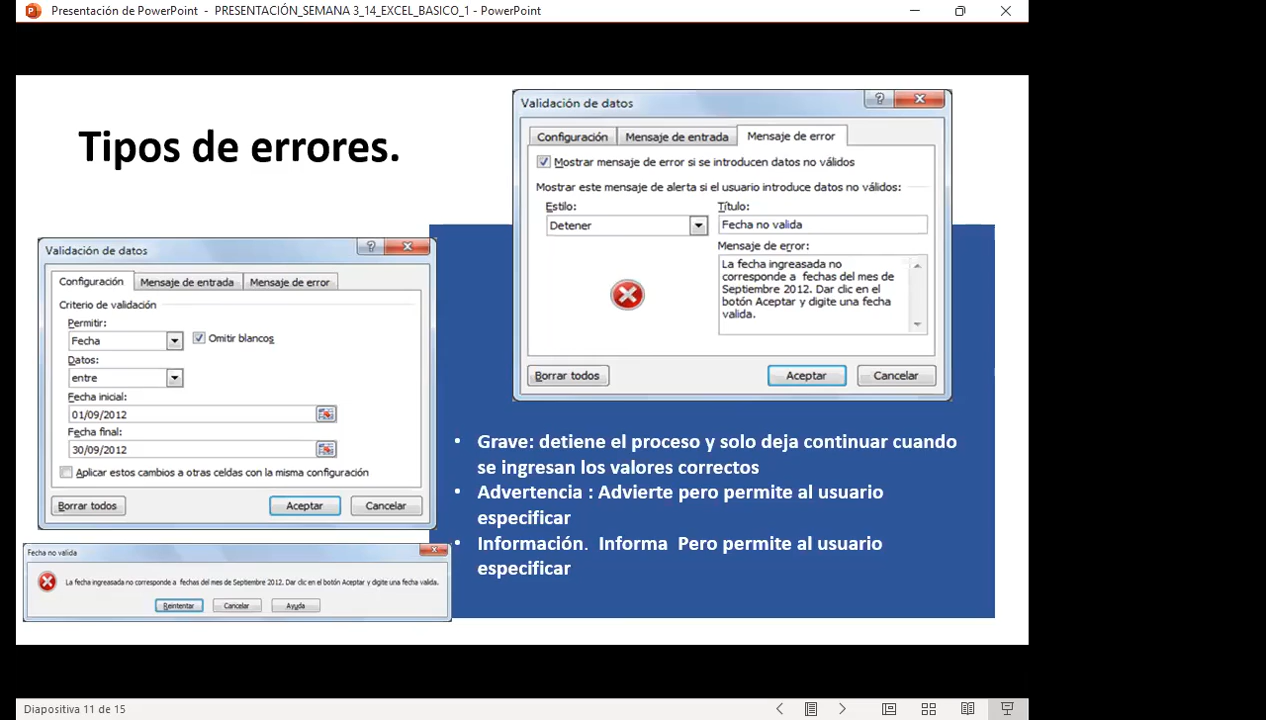 Presentación de PowerPoint - PRESENTACIÓN_SEMANA 3_14_EXCEL_BASICO_1 - PowerPoint
Tipos de errores.
Validación de datos
Configuración Mensaje de entrada Mensaje de error
Mostrar mensaje de error si se introducen datos no válidos
Mostrar este mensaje de alerta si el usuario introduce datos no válidos:
Estilo: Título:
Detener Fecha no valida
Mensaje de error:
La fecha ingreasada no
corresponde a fechas del mes de
Septiembre 2012. Dar clic en el
botón Aceptar y digite una fecha
valida.
Borrar todos Aceptar Cancelar
Validación de datos
Configuración Mensaje de entrada Mensaje de error
Criterio de validación
Permitir:
Fecha Omitir blancos
Datos:
entre
Fecha inicial:
01/09/2012
Fecha final:
30/09/2012
Aplicar estos cambios a otras celdas con la misma configuración
Borrar todos Aceptar Cancelar
Fecha no valida
La fecha ingreasada no corresponde a fechas del mes de Septiembre 2012. Dar clic en el botón Aceptar y digite una fecha valida.
Reintentar Cancelar Ayuda
• Grave: detiene el proceso y solo deja continuar cuando
se ingresan los valores correctos
• Advertencia : Advierte pero permite al usuario
especificar
• Información. Informa Pero permite al usuario
especificar
Diapositiva 11 de 15